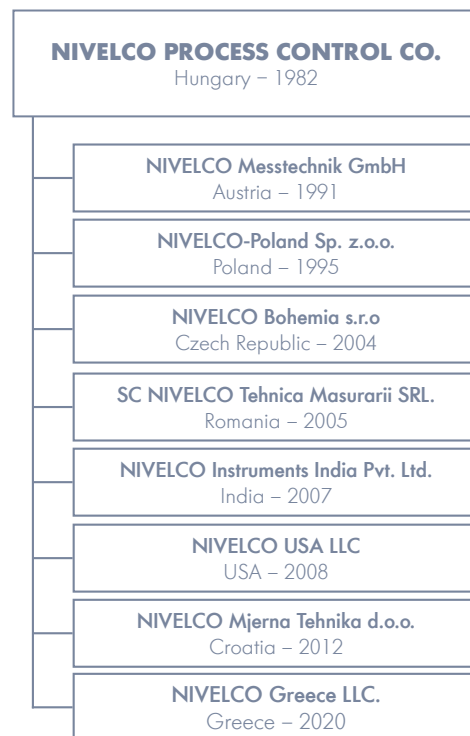 NIVELCO PROCESS CONTROL CO.
Hungary – 1982
NIVELCO Messtechnik GmbH
Austria – 1991
NIVELCO-Poland Sp. z.o.o.
Poland – 1995
NIVELCO Bohemia s.r.o
Czech Republic – 2004
SC NIVELCO Tehnica Masurarii SRL.
Romania – 2005
NIVELCO Instruments India Pvt. Ltd.
India – 2007
NIVELCO USA LLC
USA – 2008
NIVELCO Mjerna Tehnika d.o.o.
Croatia – 2012
NIVELCO Greece LLC.
Greece – 2020